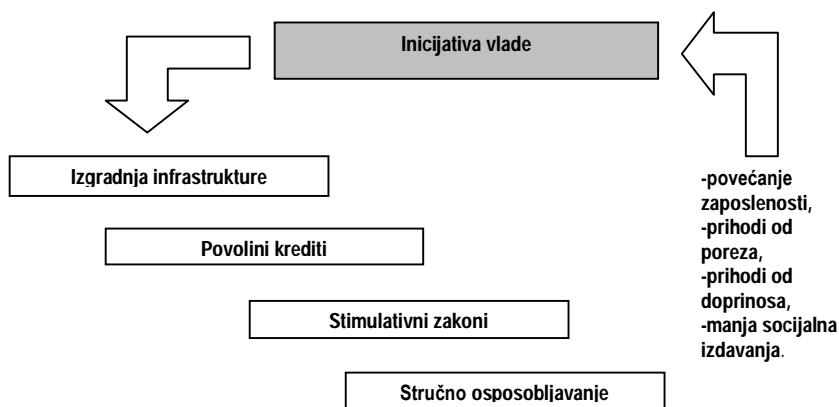 Inicijativa vlade
Izgradnja infrastrukture
Povolini krediti
Stimulativni zakoni
Stručno osposobljavanje
-povećanje
zaposlenosti,
-prihodi od
poreza,
-prihodi od
doprinosa,
-manja socijalna
izdavanja.